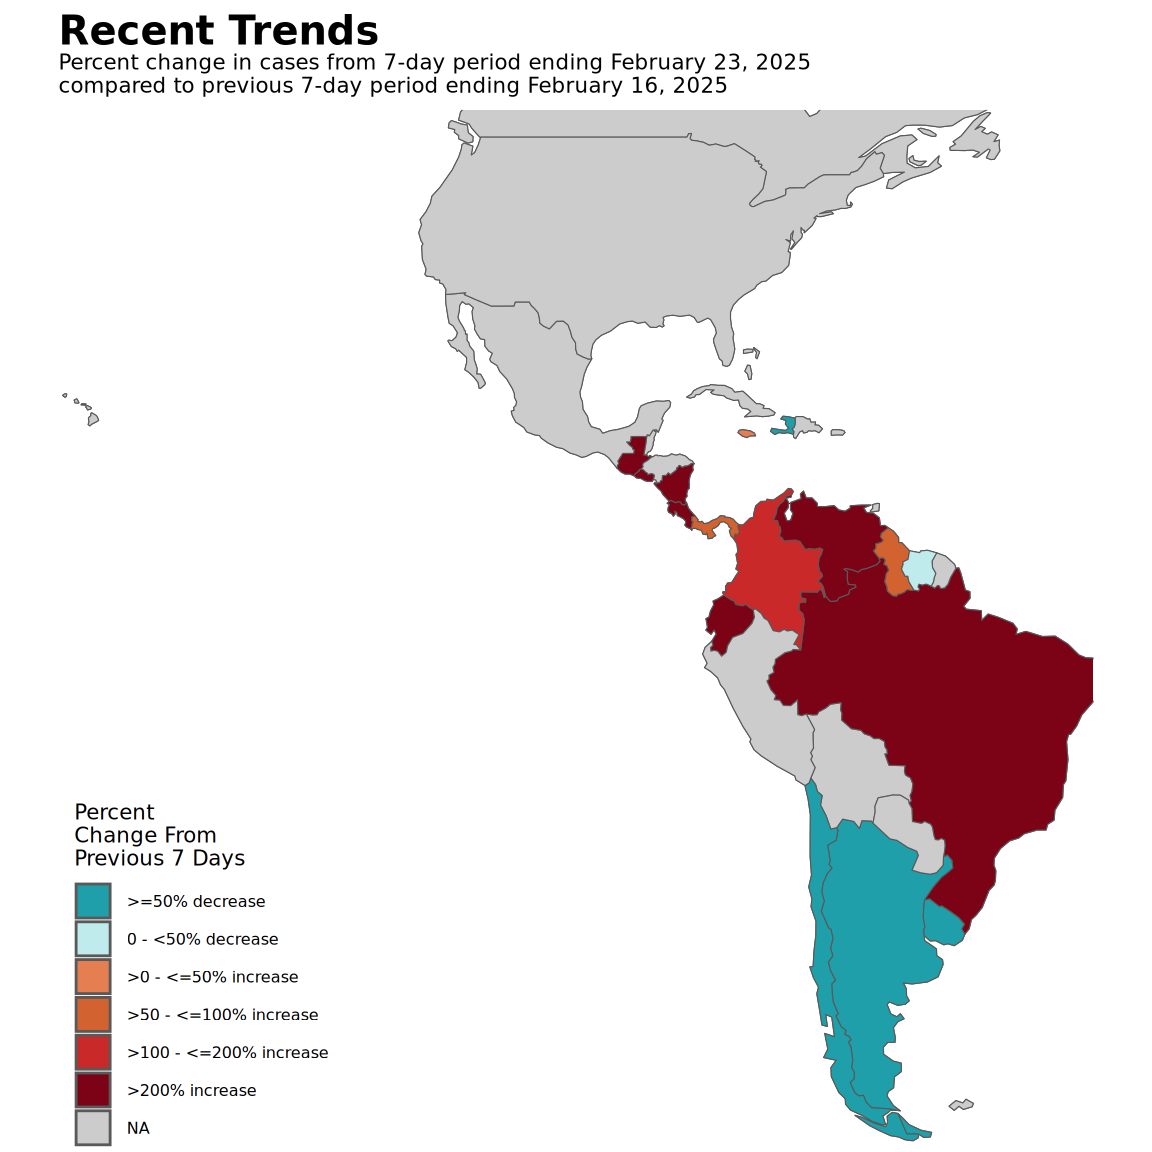 Recent Trends
Percent change in cases from 7-day period ending February 23, 2025
compared to previous 7-day period ending February 16, 2025
Percent
Change From
Previous 7 Days
>=50% decrease
0 - <50% decrease
>0 - <=50% increase
>50 - <=100% increase
>100 - <=200% increase
>200% increase
NA